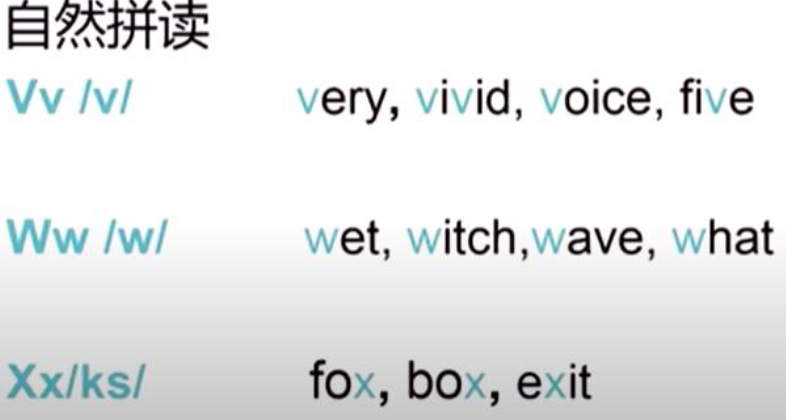 自然拼读
Vv /v/ very, vivid, voice, five
Ww /w/ wet, witch,wave, what
Xx/ks/ fox, box, exit